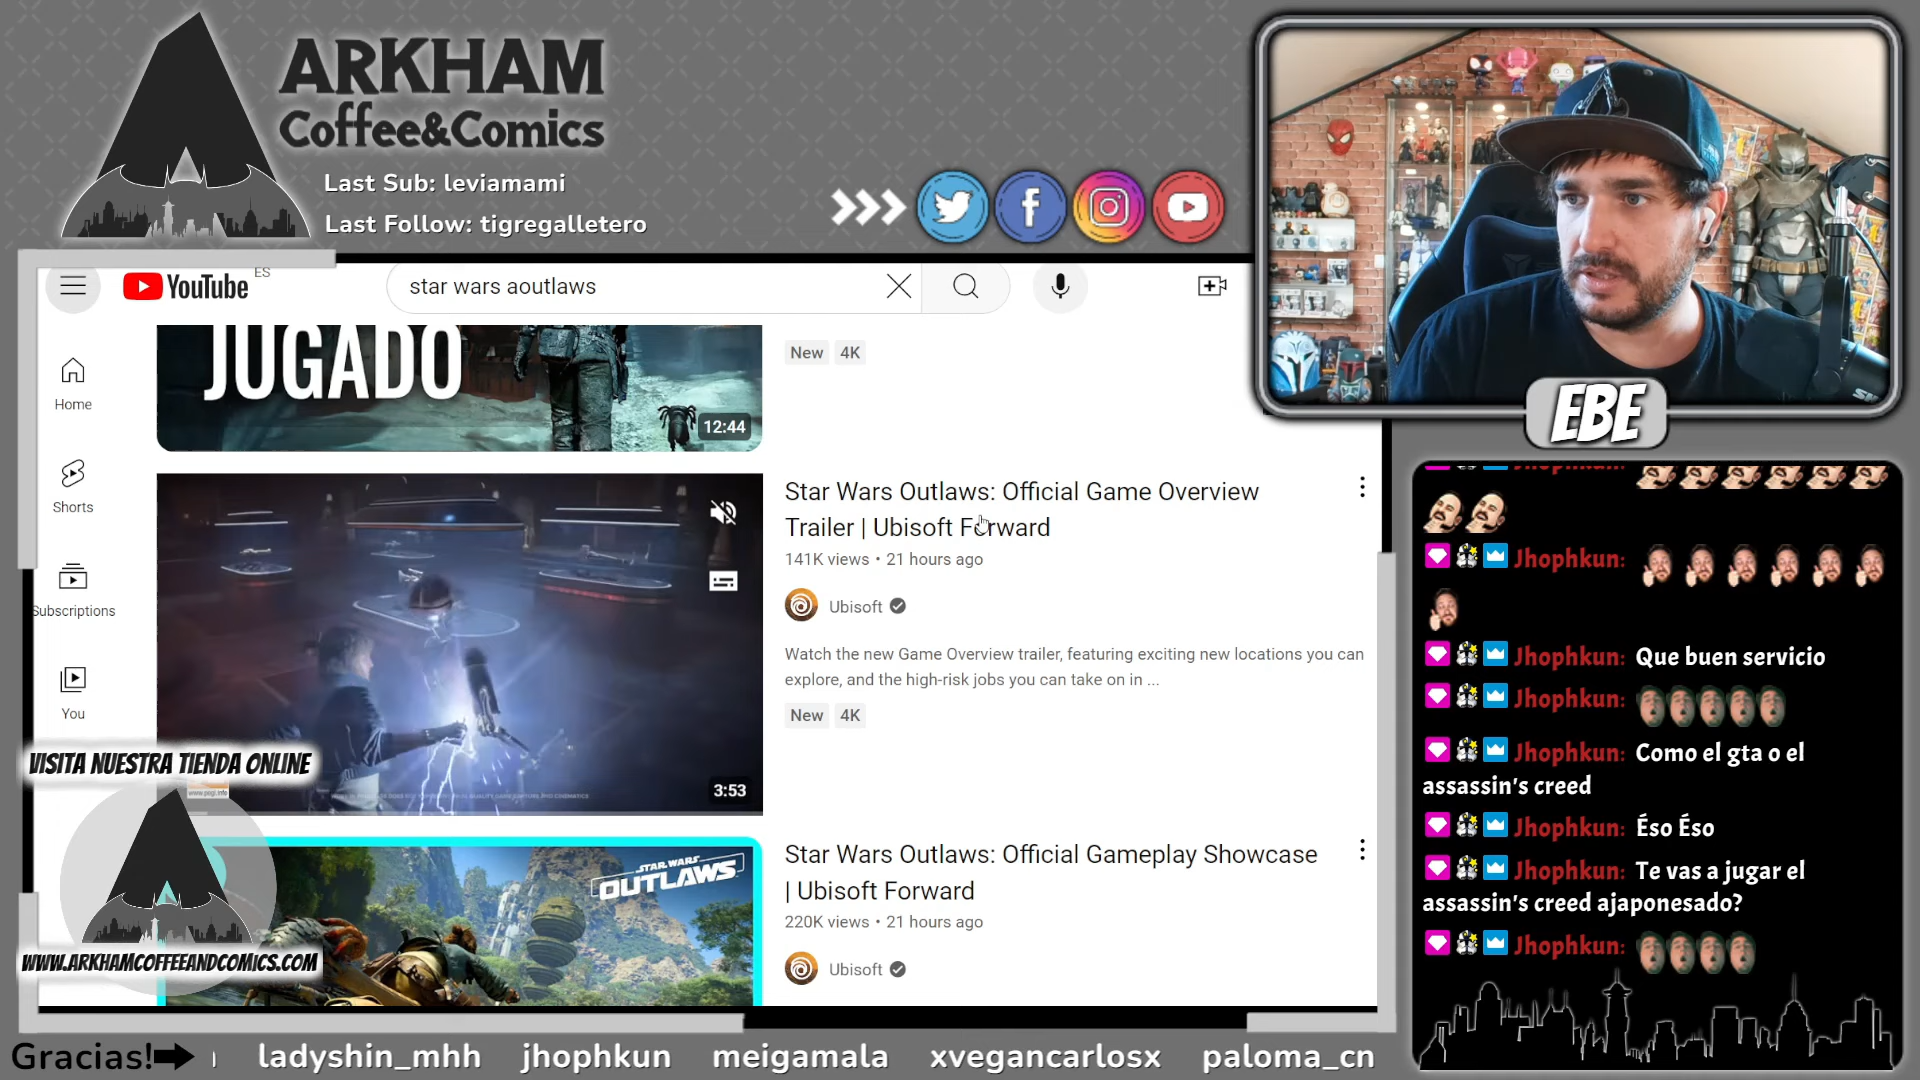 ARKHAM
Coffee&Comics
Last Sub: leviamami
Last Follow: tigregalletero
YouTube ES
star wars aoutlaws
Home
Shorts
Subscriptions
You
JUGADO
12:44
New 4K
Star Wars Outlaws: Official Game Overview
Trailer | Ubisoft Forward
141K views • 21 hours ago
Ubisoft
Watch the new Game Overview trailer, featuring exciting new locations you can
explore, and the high-risk jobs you can take on in ...
New 4K
www.pegi.info
3:53
STAR WARS
OUTLAWS
Star Wars Outlaws: Official Gameplay Showcase
| Ubisoft Forward
220K views • 21 hours ago
Ubisoft
VISITA NUESTRA TIENDA ONLINE
WWW.ARKHAMCOFFEEANDCOMICS.COM
EBE
Jhophkun:
Jhophkun: Que buen servicio
Jhophkun:
Jhophkun: Como el gta o el
assassin's creed
Jhophkun: Éso Éso
Jhophkun: Te vas a jugar el
assassin's creed ajaponesado?
Jhophkun:
Gracias! ladyshin_mhh jhophkun meigamala xvegancarlosx paloma_cn